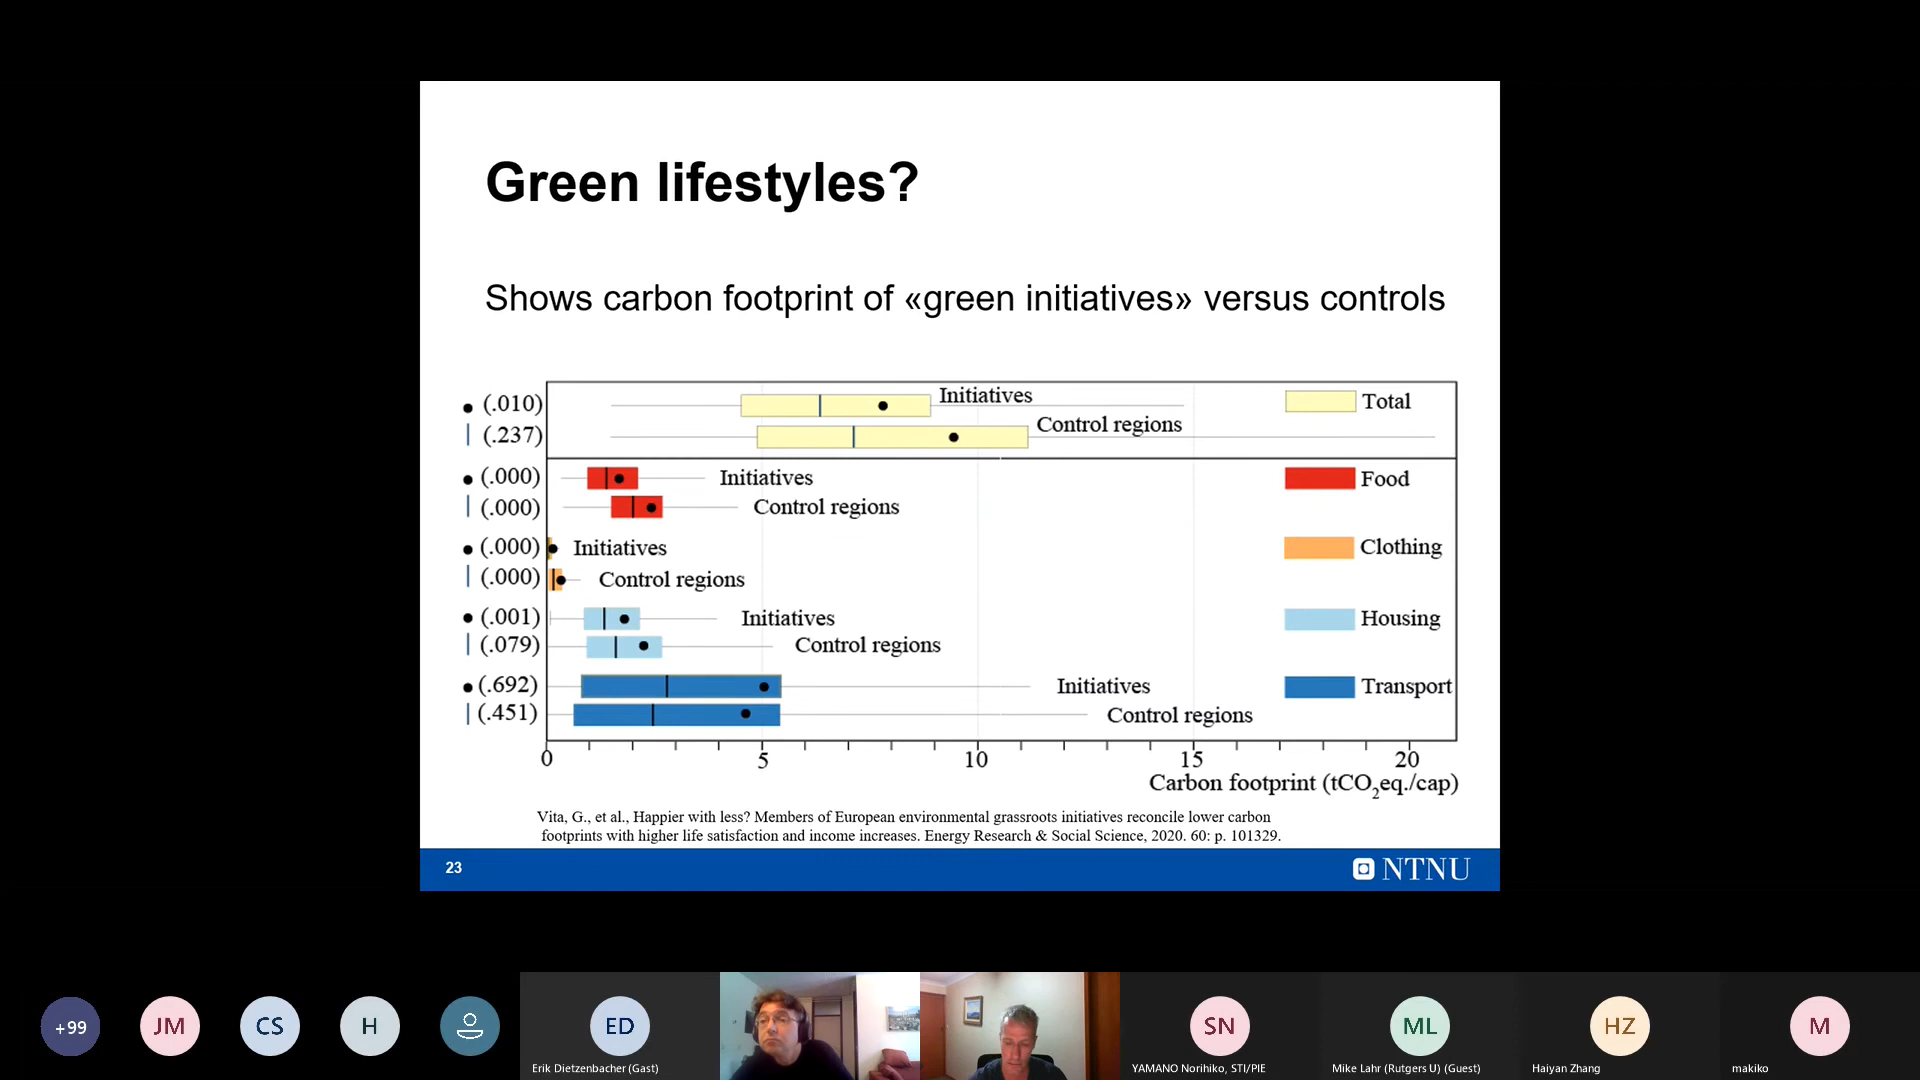 Green lifestyles?
Shows carbon footprint of «green initiatives» versus controls
(.010)
Initiatives
Total
(.237)
Control regions
(.000)
Initiatives
Food
(.000)
Control regions
(.000)
Initiatives
Clothing
(.000)
Control regions
(.001)
Initiatives
Housing
(.079)
Control regions
(.692)
Initiatives
Transport
(.451)
Control regions
0 5 10 15 20
Carbon footprint (tCO₂eq./cap)
Vita, G., et al., Happier with less? Members of European environmental grassroots initiatives reconcile lower carbon
footprints with higher life satisfaction and income increases. Energy Research & Social Science, 2020. 60: p. 101329.
23
NTNU
+99
JM
CS
H
ED
Erik Dietzenbacher (Gast)
SN
YAMANO Norihiko, STI/PIE
ML
Mike Lahr (Rutgers U) (Guest)
HZ
Haiyan Zhang
M
makiko